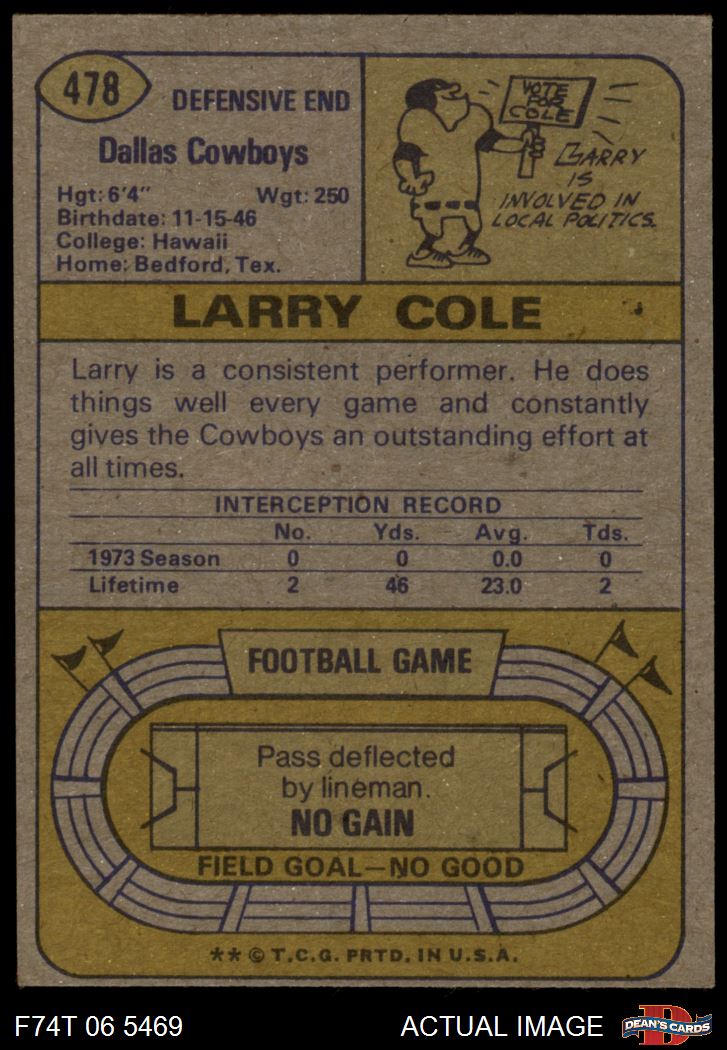 478
DEFENSIVE END
Dallas Cowboys
Hgt: 6'4" Wgt: 250
Birthdate: 11-15-46
College: Hawaii
Home: Bedford, Tex.
VOTE
FOR
COLE
LARRY
IS
INVOLVED IN
LOCAL POLITICS.
LARRY COLE
Larry is a consistent performer. He does
things well every game and constantly
gives the Cowboys an outstanding effort at
all times.
INTERCEPTION RECORD
No. Yds. Avg. Tds.
1973 Season 0 0 0.0 0
Lifetime 2 46 23.0 2
FOOTBALL GAME
Pass deflected
by lineman.
NO GAIN
FIELD GOAL—NO GOOD
** © T.C.G. PRTD. IN U.S.A.
F74T 06 5469 ACTUAL IMAGE
D
DEAN'S CARDS